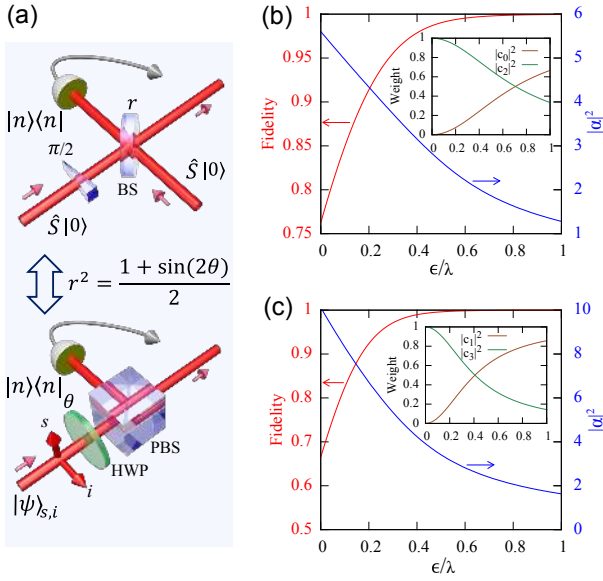 (a)
|n⟩⟨n|
r
π/2
BS
Ŝ|0⟩
Ŝ|0⟩
r² = (1 + sin(2θ))/2
|n⟩⟨n|
θ
s
PBS
HWP
i
|ψ⟩s,i
(b)
1
0.95
0.9
0.85
0.8
0.75
Fidelity
0 0.2 0.4 0.6 0.8 1
ϵ/λ
6
5
4
3
2
1
|α|²
1
0.8
0.6
0.4
0.2
0
Weight
|c₀|²
|c₂|²
0 0.2 0.4 0.6 0.8 1
(c)
1
0.9
0.8
0.7
0.6
0.5
Fidelity
0 0.2 0.4 0.6 0.8 1
ϵ/λ
10
8
6
4
2
0
|α|²
1
0.8
0.6
0.4
0.2
0
Weight
|c₁|²
|c₃|²
0 0.2 0.4 0.6 0.8 1